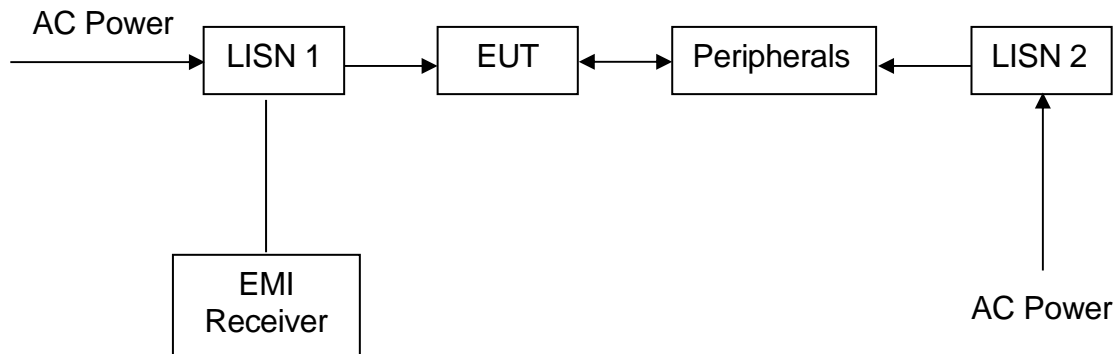 AC Power
LISN 1
EUT
Peripherals
LISN 2
EMI
Receiver
AC Power